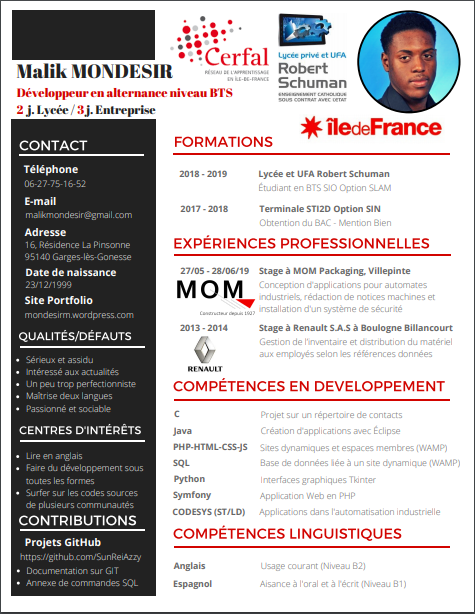 Malik MONDESIR
Développeur en alternance niveau BTS
2 j. Lycée / 3 j. Entreprise
Cerfal
RÉSEAU DE L'APPRENTISSAGE
EN ILE-DE-FRANCE
Lycée privé et UFA
Robert
Schuman
ENSEIGNEMENT CATHOLIQUE
SOUS CONTRAT AVEC L'ETAT
îledeFrance
CONTACT
Téléphone
06-27-75-16-52
E-mail
malikmondesir@gmail.com
Adresse
16, Résidence La Pinsonne
95140 Garges-lès-Gonesse
Date de naissance
23/12/1999
Site Portfolio
mondesirm.wordpress.com
QUALITÉS/DÉFAUTS
• Sérieux et assidu
• Intéressé aux actualités
• Un peu trop perfectionniste
• Maîtrise deux langues
• Passionné et sociable
CENTRES D'INTÉRÊTS
• Lire en anglais
• Faire du développement sous
toutes les formes
• Surfer sur les codes sources
de plusieurs communautés
CONTRIBUTIONS
Projets GitHub
https://github.com/SunReiAzzy
• Documentation sur GIT
• Annexe de commandes SQL
FORMATIONS
2018 - 2019 Lycée et UFA Robert Schuman
Étudiant en BTS SIO Option SLAM
2017 - 2018 Terminale STI2D Option SIN
Obtention du BAC - Mention Bien
EXPÉRIENCES PROFESSIONNELLES
27/05 - 28/06/19 Stage à MOM Packaging, Villepinte
Conception d'applications pour automates
industriels, rédaction de notices machines et
installation d'un système de sécurité
MOM
Constructeur depuis 1927
2013 - 2014 Stage à Renault S.A.S à Boulogne Billancourt
Gestion de l'inventaire et distribution du matériel
aux employés selon les références données
RENAULT
COMPÉTENCES EN DEVELOPPEMENT
C Projet sur un répertoire de contacts
Java Création d'applications avec Éclipse
PHP-HTML-CSS-JS Sites dynamiques et espaces membres (WAMP)
SQL Base de données liée à un site dynamique (WAMP)
Python Interfaces graphiques Tkinter
Symfony Application Web en PHP
CODESYS (ST/LD) Applications dans l'automatisation industrielle
COMPÉTENCES LINGUISTIQUES
Anglais Usage courant (Niveau B2)
Espagnol Aisance à l'oral et à l'écrit (Niveau B1)